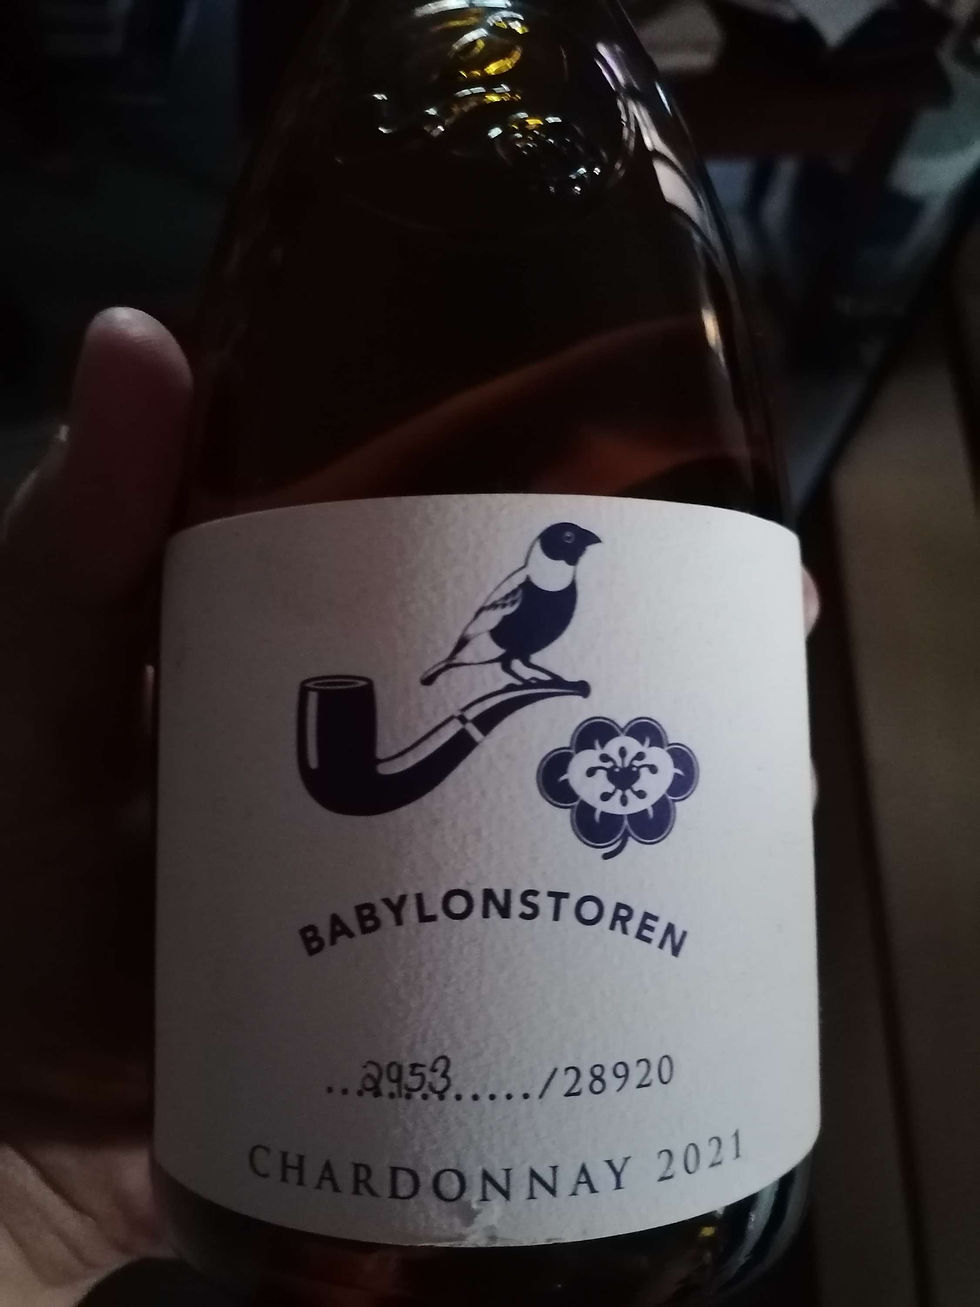 BABYLONSTOREN
...2953........../28920
CHARDONNAY 2021